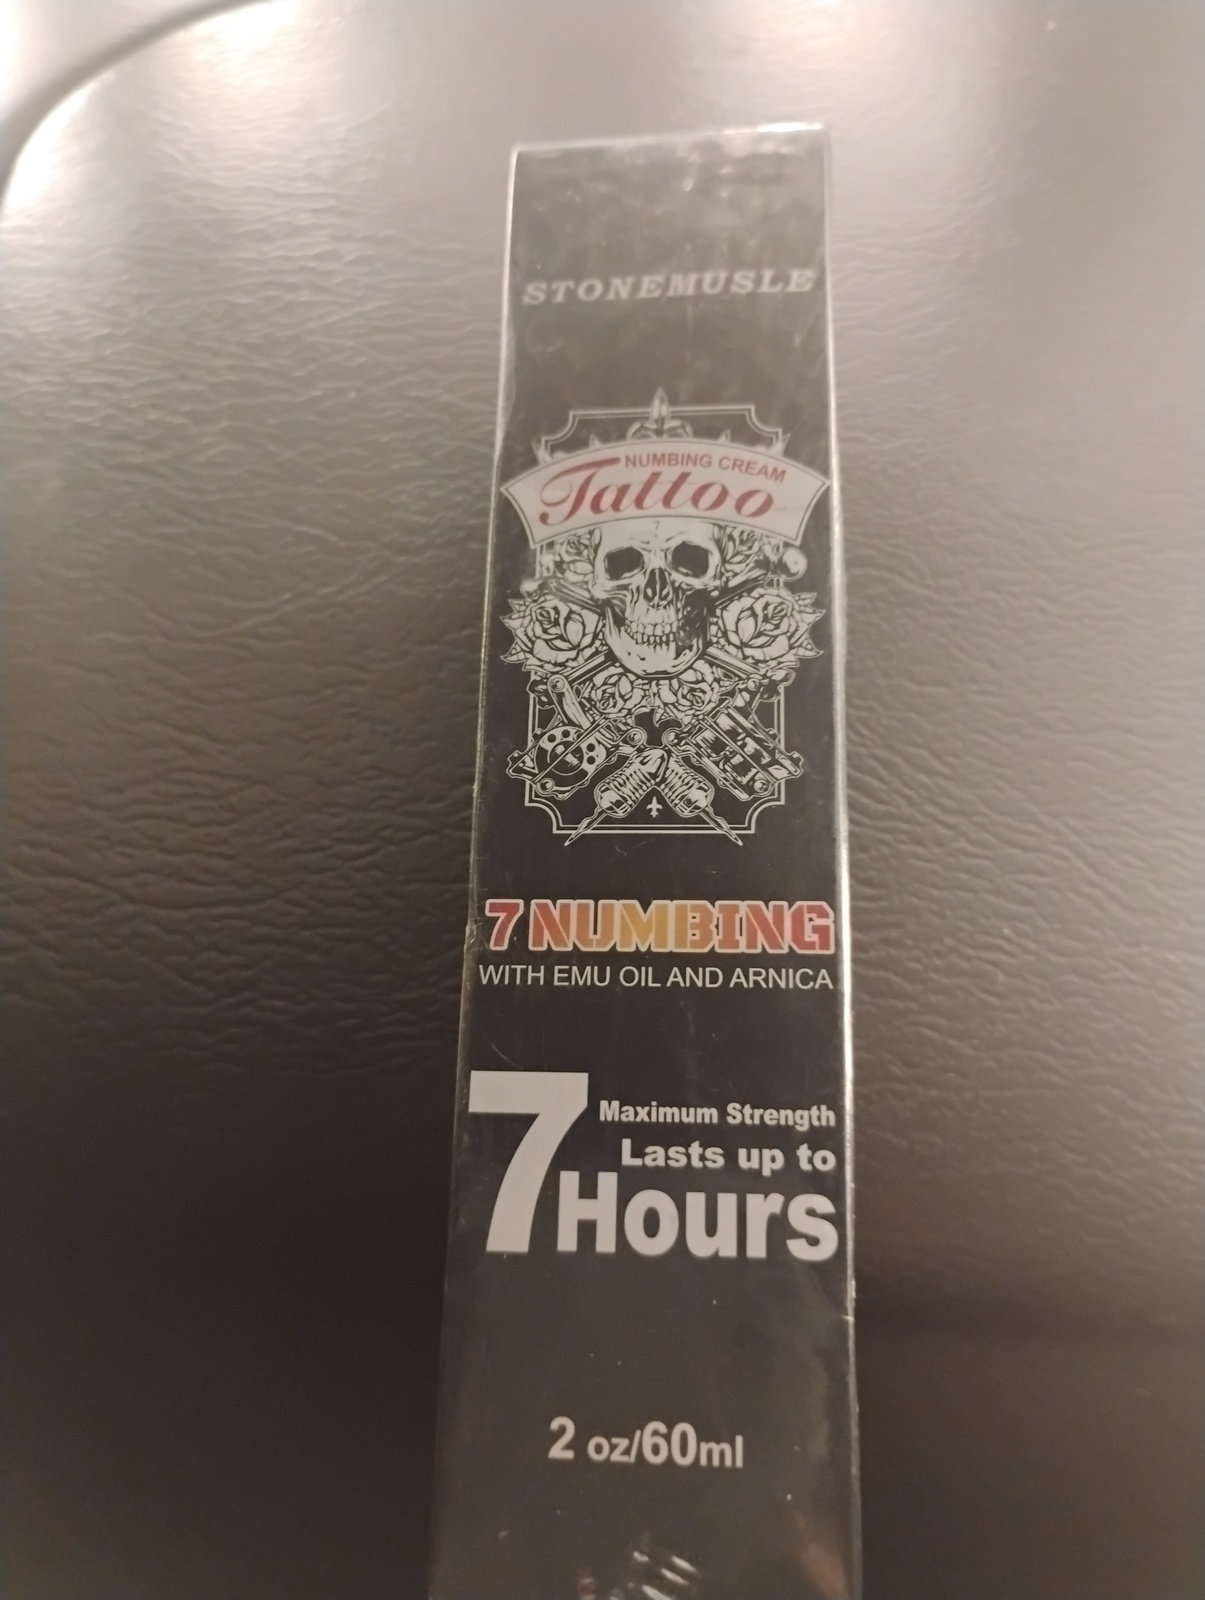 STONEMUSLE
NUMBING CREAM
Tattoo
7
7 NUMBING
WITH EMU OIL AND ARNICA
7
Maximum Strength
Lasts up to
Hours
2 oz/60ml